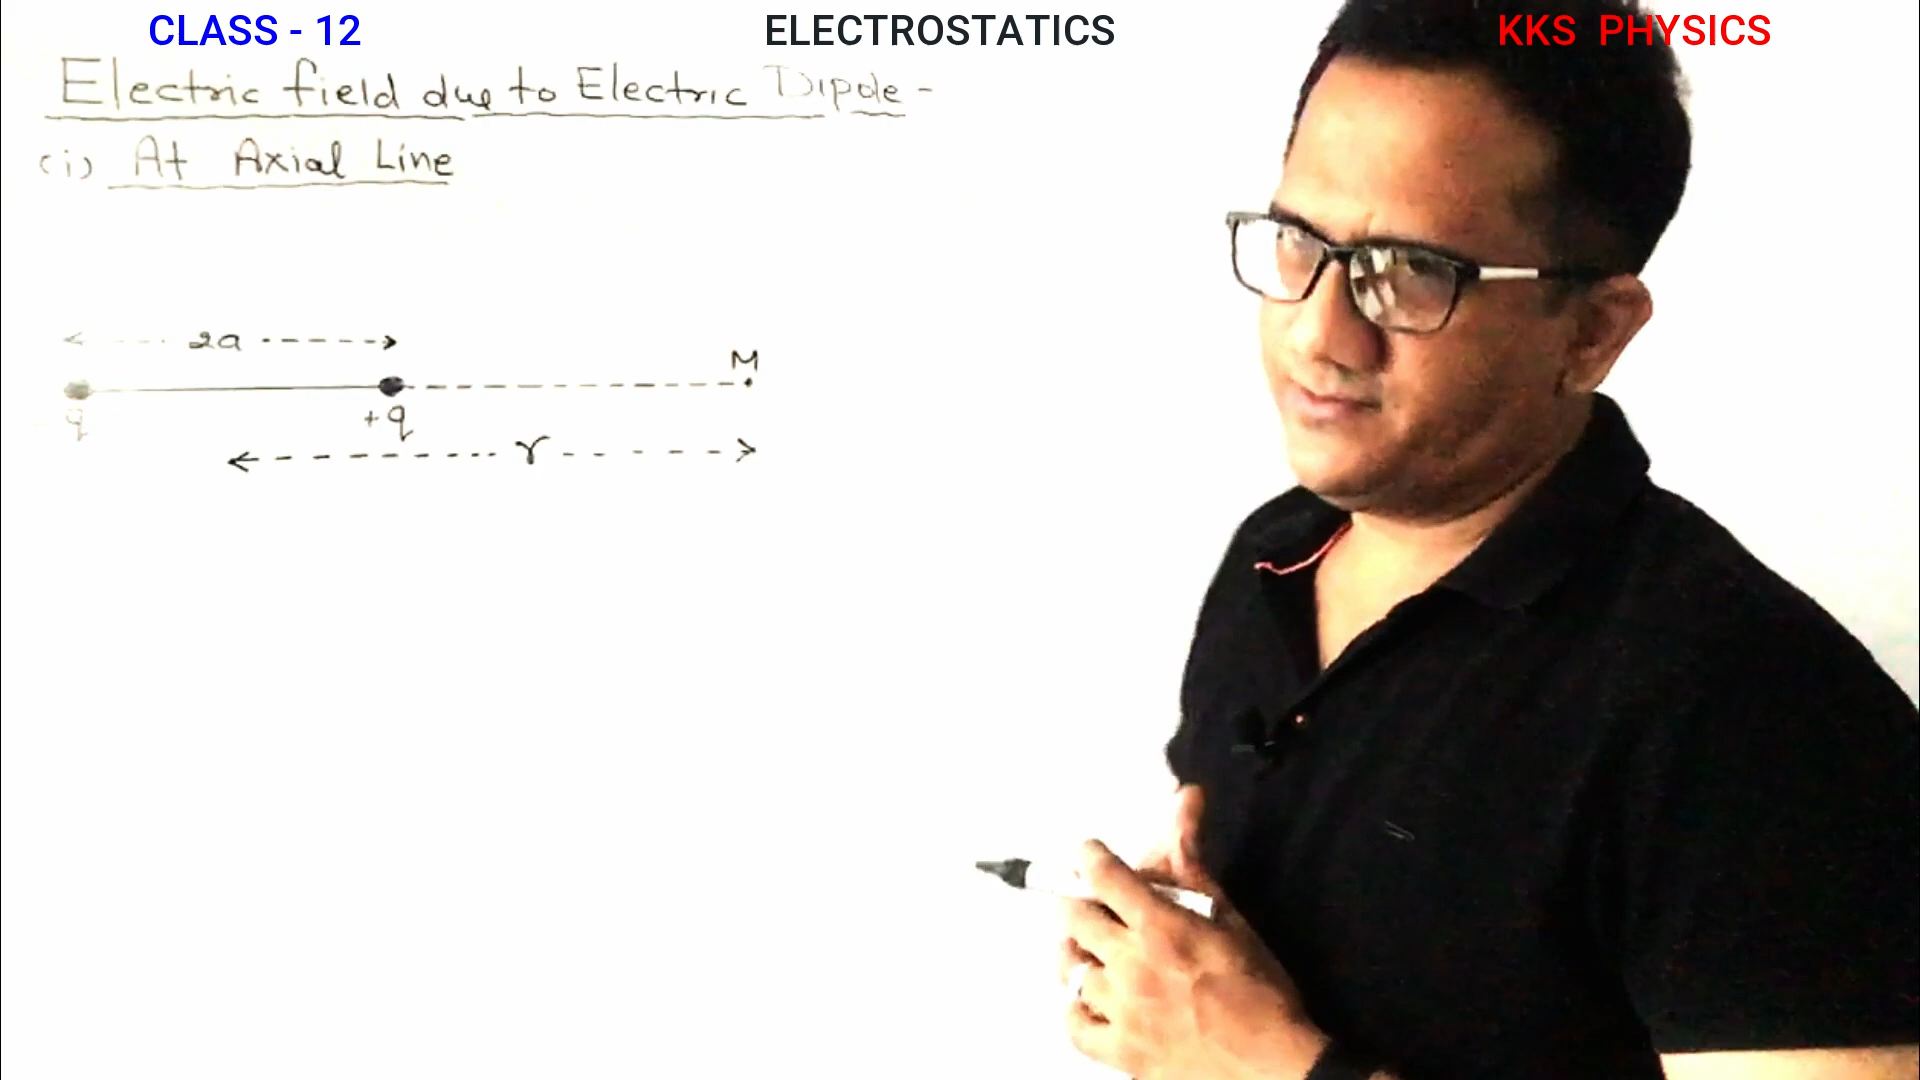 CLASS - 12 ELECTROSTATICS KKS PHYSICS
Electric field due to Electric Dipole -
(i) At Axial Line
2a
M
-q +q
r